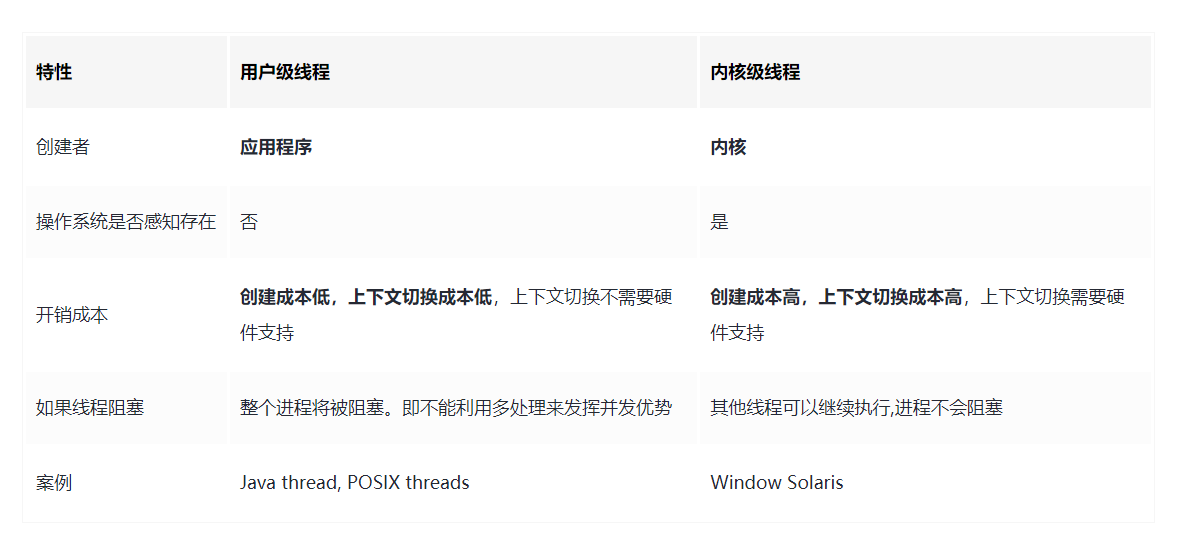 特性 用户级线程 内核级线程
创建者 应用程序 内核
操作系统是否感知存在 否 是
开销成本 创建成本低，上下文切换成本低，上下文切换不需要硬件支持 创建成本高，上下文切换成本高，上下文切换需要硬件支持
如果线程阻塞 整个进程将被阻塞。即不能利用多处理来发挥并发优势 其他线程可以继续执行,进程不会阻塞
案例 Java thread, POSIX threads Window Solaris